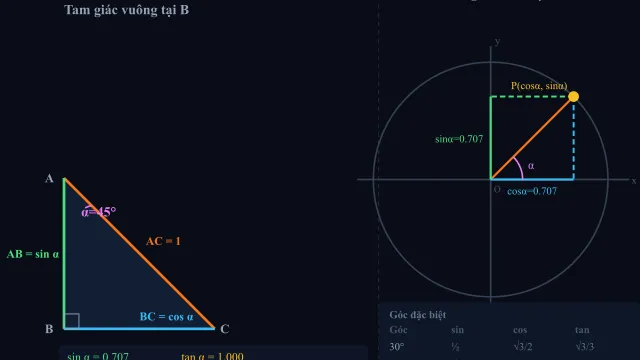 Tam giác vuông tại B
A
α=45°
AC = 1
AB = sin α
BC = cos α
B
C
sin α = 0.707
tan α = 1.000
y
P(cosα, sinα)
sinα=0.707
α
O
x
cosα=0.707
Góc đặc biệt
Góc sin cos tan
30° ½ √3/2 √3/3